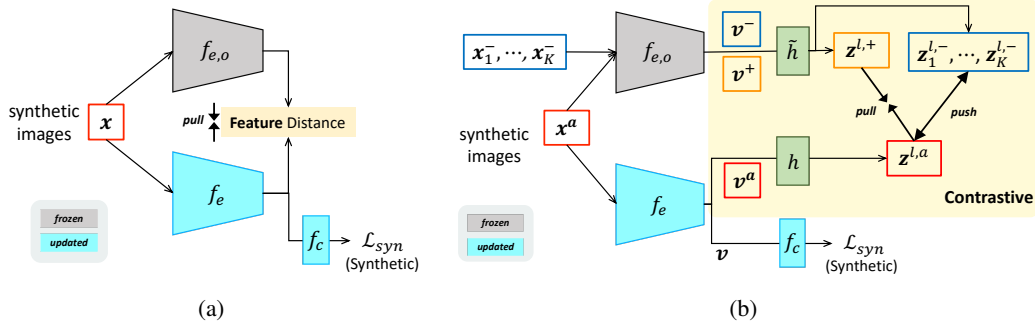 f_{e,o}
synthetic
images
x
pull
Feature Distance
f_e
frozen
updated
f_c
ℒ_{syn}
(Synthetic)
(a)
x_1^-, ⋯, x_K^-
f_{e,o}
v^-
v^+
h̃
z^{l,+}
z_1^{l,-}, ⋯, z_K^{l,-}
synthetic
images
x^a
pull
push
f_e
v^a
h
z^{l,a}
Contrastive
frozen
updated
v
f_c
ℒ_{syn}
(Synthetic)
(b)